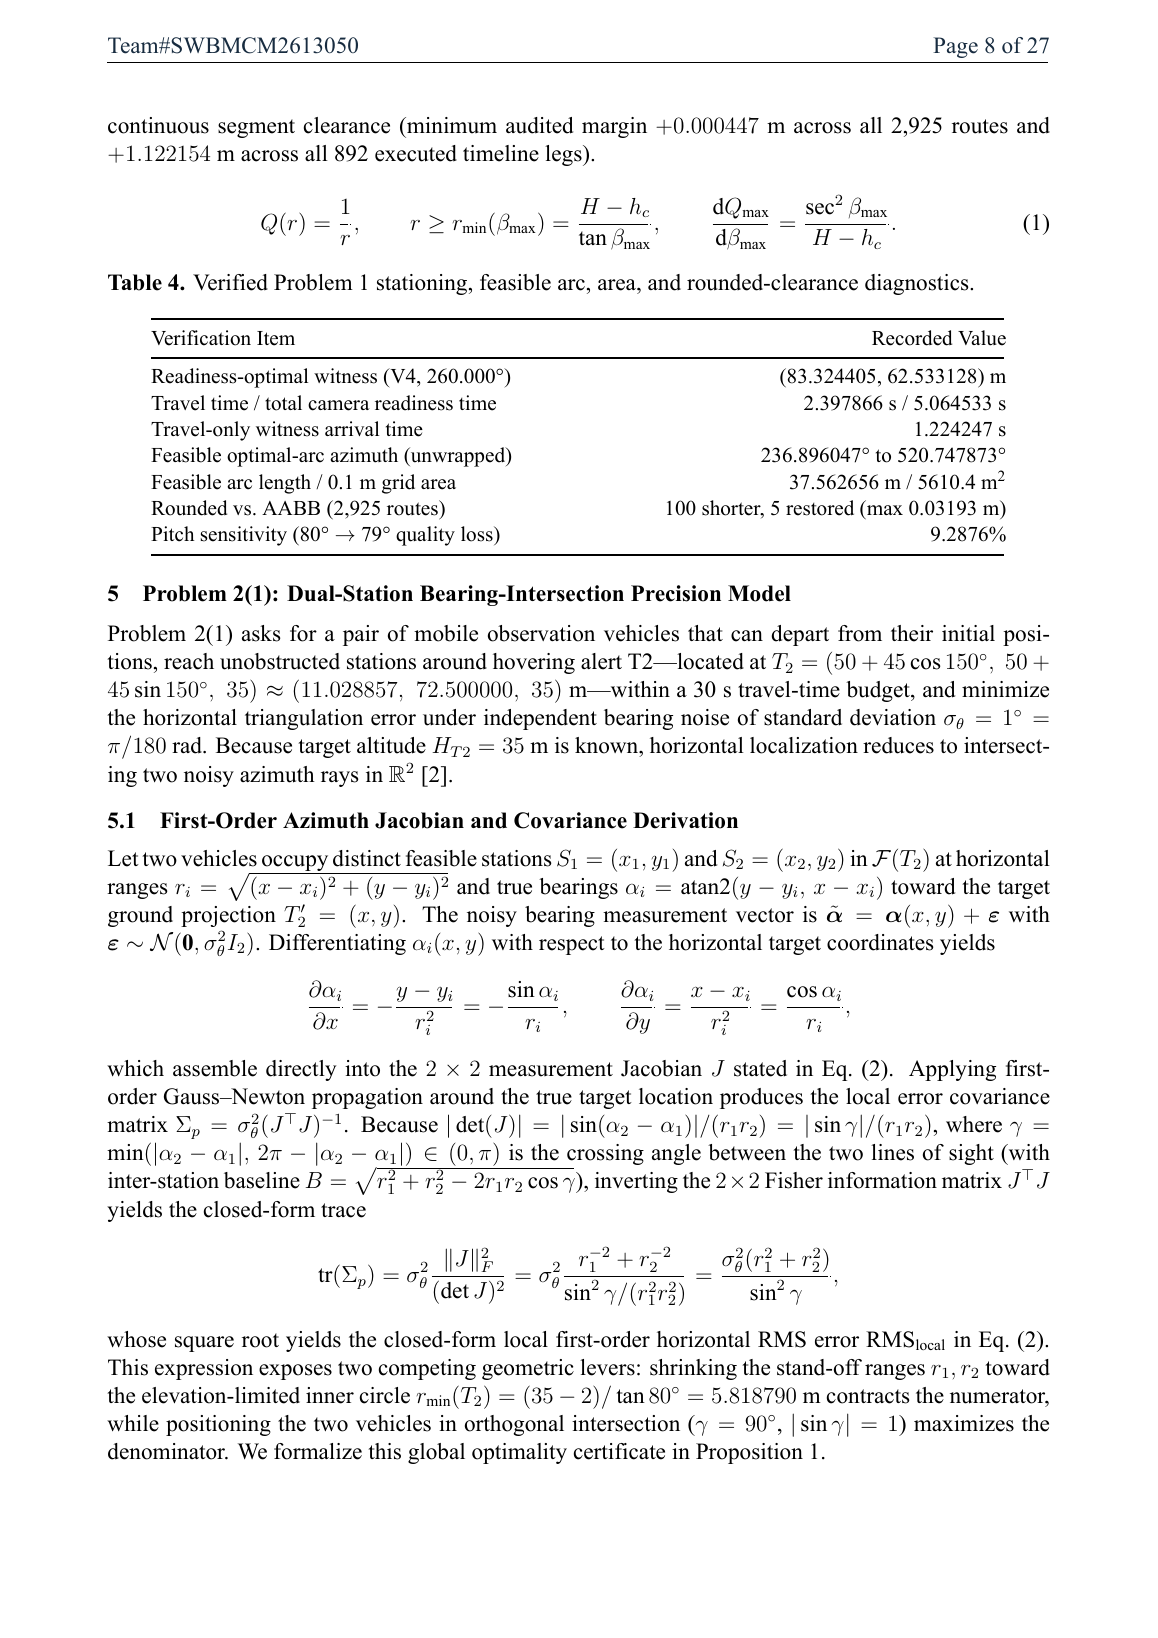 Team#SWBMCM2613050 Page 8 of 27
continuous segment clearance (minimum audited margin +0.000447 m across all 2,925 routes and
+1.122154 m across all 892 executed timeline legs).
Q(r) = 1/r, r ≥ r_min(β_max) = (H − h_c)/(tan β_max), dQ_max/dβ_max = (sec² β_max)/(H − h_c). (1)
Table 4. Verified Problem 1 stationing, feasible arc, area, and rounded-clearance diagnostics.
Verification Item Recorded Value
Readiness-optimal witness (V4, 260.000°) (83.324405, 62.533128) m
Travel time / total camera readiness time 2.397866 s / 5.064533 s
Travel-only witness arrival time 1.224247 s
Feasible optimal-arc azimuth (unwrapped) 236.896047° to 520.747873°
Feasible arc length / 0.1 m grid area 37.562656 m / 5610.4 m²
Rounded vs. AABB (2,925 routes) 100 shorter, 5 restored (max 0.03193 m)
Pitch sensitivity (80° → 79° quality loss) 9.2876%
5 Problem 2(1): Dual-Station Bearing-Intersection Precision Model
Problem 2(1) asks for a pair of mobile observation vehicles that can depart from their initial posi-
tions, reach unobstructed stations around hovering alert T2—located at T₂ = (50 + 45 cos 150°, 50 +
45 sin 150°, 35) ≈ (11.028857, 72.500000, 35) m—within a 30 s travel-time budget, and minimize
the horizontal triangulation error under independent bearing noise of standard deviation σ_θ = 1° =
π/180 rad. Because target altitude H_T2 = 35 m is known, horizontal localization reduces to intersect-
ing two noisy azimuth rays in ℝ² [2].
5.1 First-Order Azimuth Jacobian and Covariance Derivation
Let two vehicles occupy distinct feasible stations S₁ = (x₁, y₁) and S₂ = (x₂, y₂) in ℱ(T₂) at horizontal
ranges r_i = √((x − x_i)² + (y − y_i)²) and true bearings α_i = atan2(y − y_i, x − x_i) toward the target
ground projection T₂′ = (x, y). The noisy bearing measurement vector is α̃ = α(x, y) + ε with
ε ∼ 𝒩(0, σ_θ² I₂). Differentiating α_i(x, y) with respect to the horizontal target coordinates yields
∂α_i/∂x = −(y − y_i)/r_i² = −(sin α_i)/r_i, ∂α_i/∂y = (x − x_i)/r_i² = (cos α_i)/r_i,
which assemble directly into the 2 × 2 measurement Jacobian J stated in Eq. (2). Applying first-
order Gauss–Newton propagation around the true target location produces the local error covariance
matrix Σ_p = σ_θ²(J⊤J)⁻¹. Because | det(J)| = | sin(α₂ − α₁)|/(r₁r₂) = | sin γ|/(r₁r₂), where γ =
min(|α₂ − α₁|, 2π − |α₂ − α₁|) ∈ (0, π) is the crossing angle between the two lines of sight (with
inter-station baseline B = √(r₁² + r₂² − 2r₁r₂ cos γ)), inverting the 2×2 Fisher information matrix J⊤J
yields the closed-form trace
tr(Σ_p) = σ_θ² ‖J‖_F²/(det J)² = σ_θ² (r₁⁻² + r₂⁻²)/(sin² γ/(r₁²r₂²)) = σ_θ²(r₁² + r₂²)/sin² γ,
whose square root yields the closed-form local first-order horizontal RMS error RMS_local in Eq. (2).
This expression exposes two competing geometric levers: shrinking the stand-off ranges r₁, r₂ toward
the elevation-limited inner circle r_min(T₂) = (35 − 2)/ tan 80° = 5.818790 m contracts the numerator,
while positioning the two vehicles in orthogonal intersection (γ = 90°, | sin γ| = 1) maximizes the
denominator. We formalize this global optimality certificate in Proposition 1.